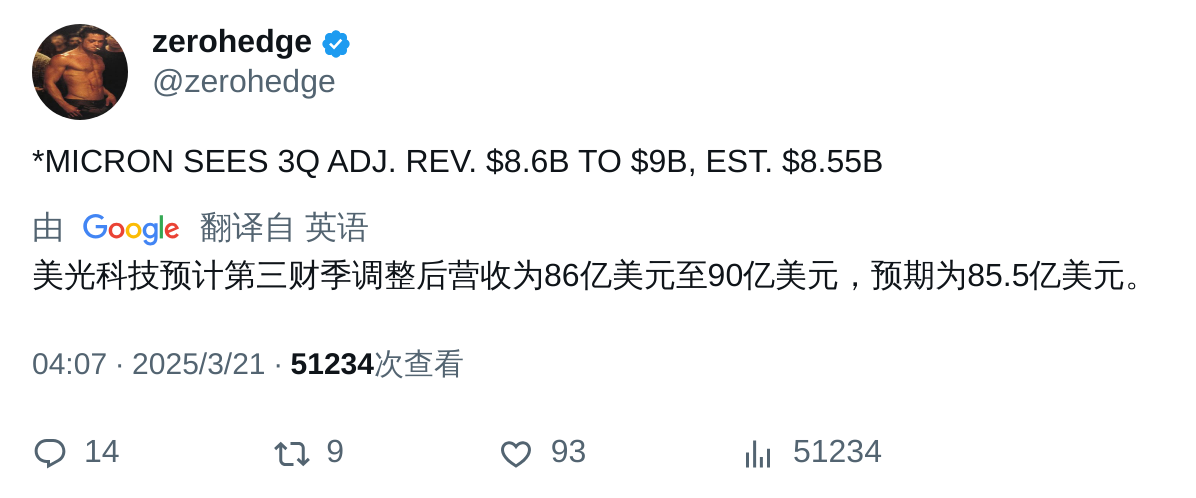 zerohedge
@zerohedge
*MICRON SEES 3Q ADJ. REV. $8.6B TO $9B, EST. $8.55B
由 Google 翻译自 英语
美光科技预计第三财季调整后营收为86亿美元至90亿美元，预期为85.5亿美元。
04:07 · 2025/3/21 · 51234次查看
14 9 93 51234